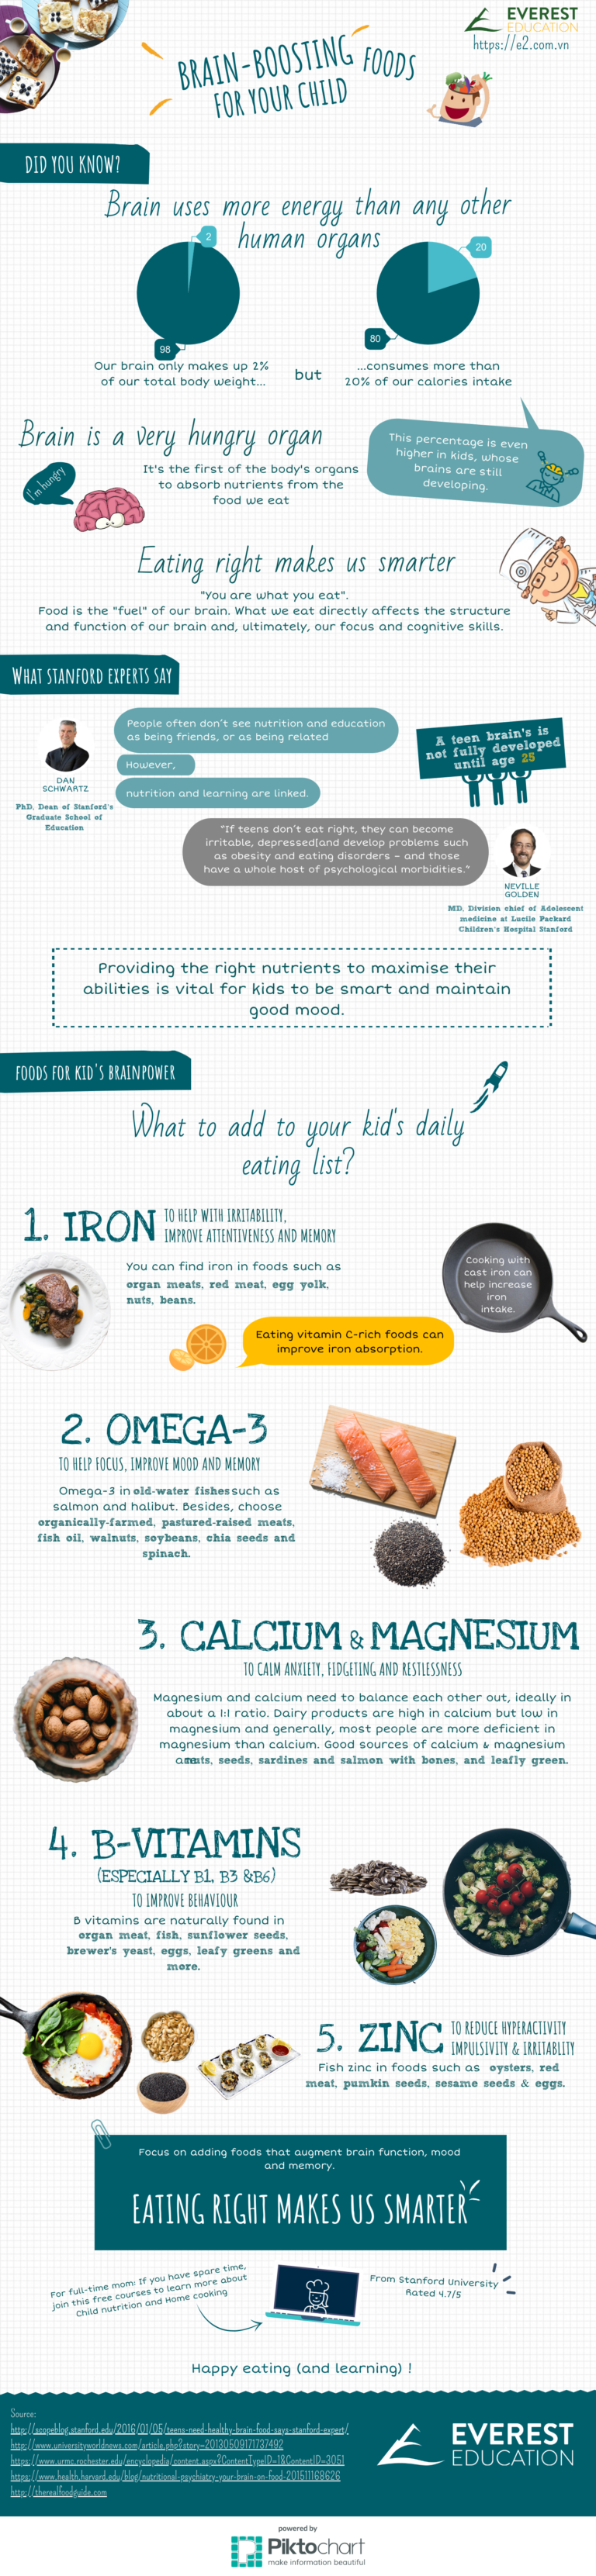 EVEREST
EDUCATION
https://e2.com.vn
BRAIN-BOOSTING FOODS
FOR YOUR CHILD
DID YOU KNOW?
Brain uses more energy than any other
human organs
2
98
20
80
Our brain only makes up 2%
of our total body weight...
but
...consumes more than
20% of our calories intake
This percentage is even
higher in kids, whose
brains are still
developing.
Brain is a very hungry organ
I'm hungry
It's the first of the body's organs
to absorb nutrients from the
food we eat
Eating right makes us smarter
"You are what you eat".
Food is the "fuel" of our brain. What we eat directly affects the structure
and function of our brain and, ultimately, our focus and cognitive skills.
WHAT STANFORD EXPERTS SAY
People often don't see nutrition and education
as being friends, or as being related
However,
nutrition and learning are linked.
DAN
SCHWARTZ
PhD, Dean of Stanford's
Graduate School of
Education
A teen brain's is
not fully developed
until age 25
"If teens don't eat right, they can become
irritable, depressed[and develop problems such
as obesity and eating disorders – and those
have a whole host of psychological morbidities."
NEVILLE
GOLDEN
MD, Division chief of Adolescent
medicine at Lucile Packard
Children's Hospital Stanford
Providing the right nutrients to maximise their
abilities is vital for kids to be smart and maintain
good mood.
FOODS FOR KID'S BRAINPOWER
What to add to your kid's daily
eating list?
1. IRON
TO HELP WITH IRRITABILITY,
IMPROVE ATTENTIVENESS AND MEMORY
You can find iron in foods such as
organ meats, red meat, egg yolk,
nuts, beans.
Cooking with
cast iron can
help increase
iron
intake.
Eating vitamin C-rich foods can
improve iron absorption.
2. OMEGA-3
TO HELP FOCUS, IMPROVE MOOD AND MEMORY
Omega-3 in old-water fishes such as
salmon and halibut. Besides, choose
organically-farmed, pastured-raised meats,
fish oil, walnuts, soybeans, chia seeds and
spinach.
3. CALCIUM & MAGNESIUM
TO CALM ANXIETY, FIDGETING AND RESTLESSNESS
Magnesium and calcium need to balance each other out, ideally in
about a 1:1 ratio. Dairy products are high in calcium but low in
magnesium and generally, most people are more deficient in
magnesium than calcium. Good sources of calcium & magnesium
are nuts, seeds, sardines and salmon with bones, and leafly green.
4. B-VITAMINS
(ESPECIALLY B1, B3 &B6)
TO IMPROVE BEHAVIOUR
B vitamins are naturally found in
organ meat, fish, sunflower seeds,
brewer's yeast, eggs, leafy greens and
more.
5. ZINC
TO REDUCE HYPERACTIVITY
IMPULSIVITY & IRRITABLITY
Fish zinc in foods such as oysters, red
meat, pumkin seeds, sesame seeds & eggs.
Focus on adding foods that augment brain function, mood
and memory.
EATING RIGHT MAKES US SMARTER
For full-time mom: If you have spare time,
join this free courses to learn more about
Child nutrition and Home cooking
From Stanford University
Rated 4.7/5
Happy eating (and learning) !
Source:
http://scopeblog.stanford.edu/2016/01/05/teens-need-healthy-brain-food-says-stanford-expert/
http://www.universityworldnews.com/article.php?story=20130509171737492
https://www.urmc.rochester.edu/encyclopedia/content.aspx?ContentTypeID=1&ContentID=3051
https://www.health.harvard.edu/blog/nutritional-psychiatry-your-brain-on-food-201511168626
http://therealfoodguide.com
EVEREST
EDUCATION
powered by
Piktochart
make information beautiful